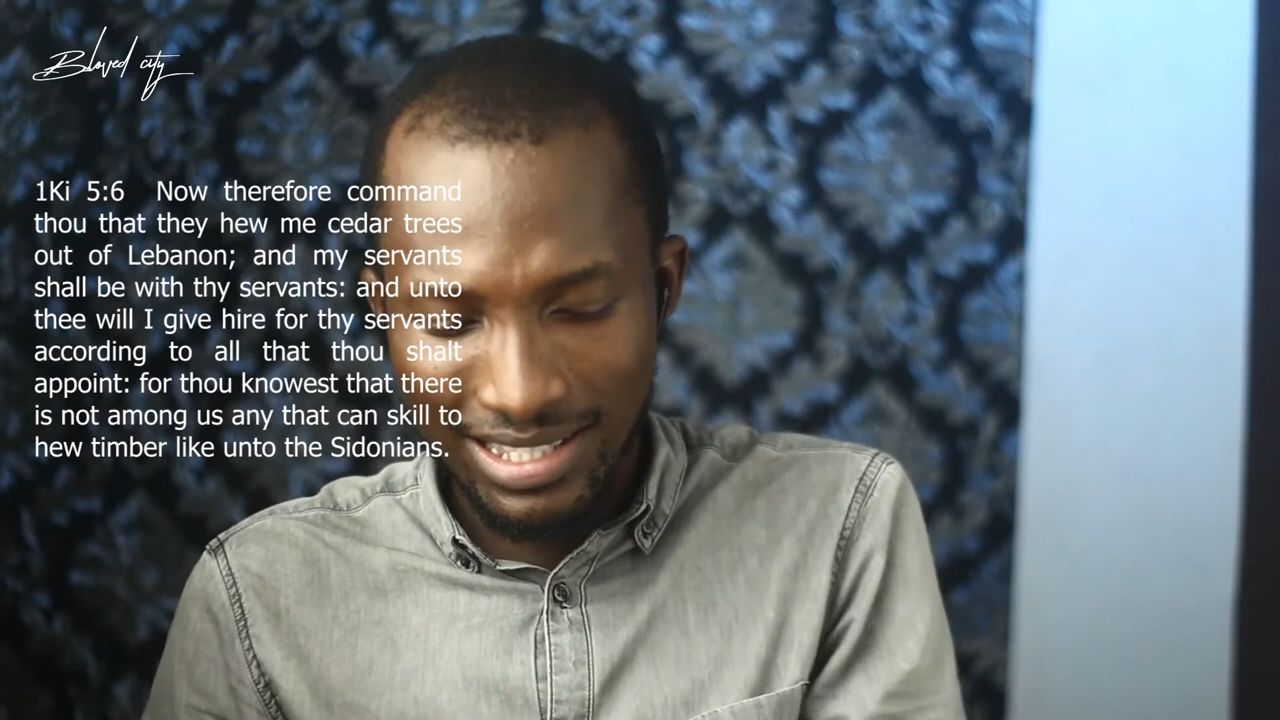 Beloved city
1Ki 5:6 Now therefore command
thou that they hew me cedar trees
out of Lebanon; and my servants
shall be with thy servants: and unto
thee will I give hire for thy servants
according to all that thou shalt
appoint: for thou knowest that there
is not among us any that can skill to
hew timber like unto the Sidonians.